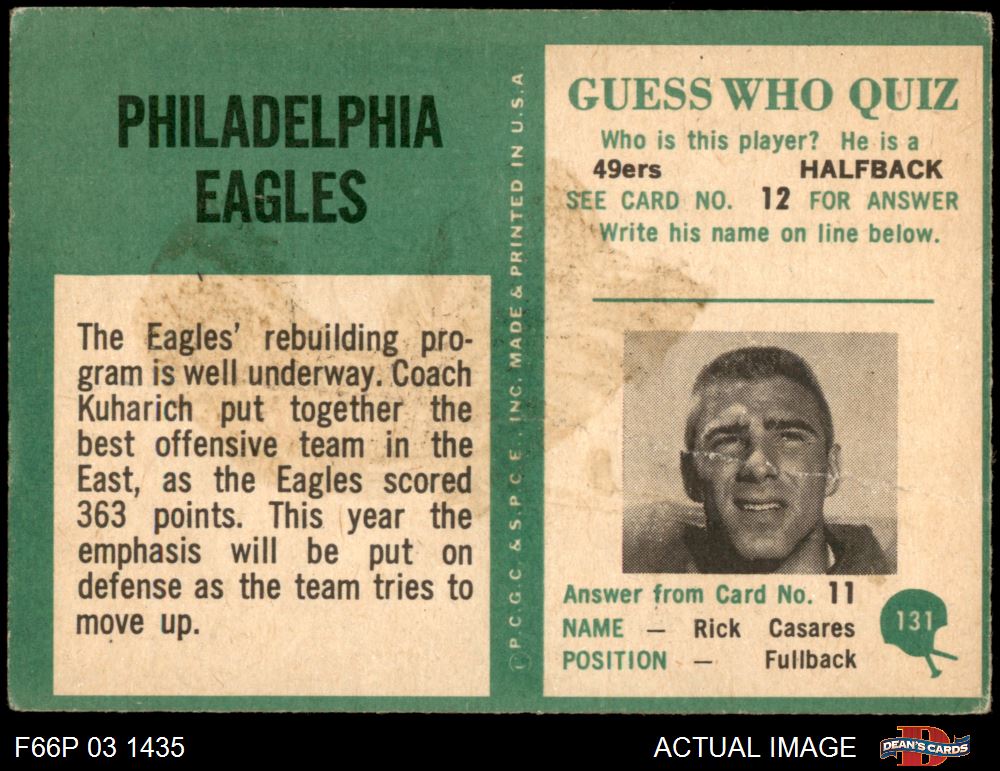 PHILADELPHIA
EAGLES
The Eagles' rebuilding pro-
gram is well underway. Coach
Kuharich put together the
best offensive team in the
East, as the Eagles scored
363 points. This year the
emphasis will be put on
defense as the team tries to
move up.
© P.C.G.C. & S.P.C.E., INC. MADE & PRINTED IN U.S.A.
GUESS WHO QUIZ
Who is this player? He is a
49ers HALFBACK
SEE CARD NO. 12 FOR ANSWER
Write his name on line below.
Answer from Card No. 11
NAME — Rick Casares
POSITION — Fullback
131
F66P 03 1435
ACTUAL IMAGE
DEAN'S CARDS